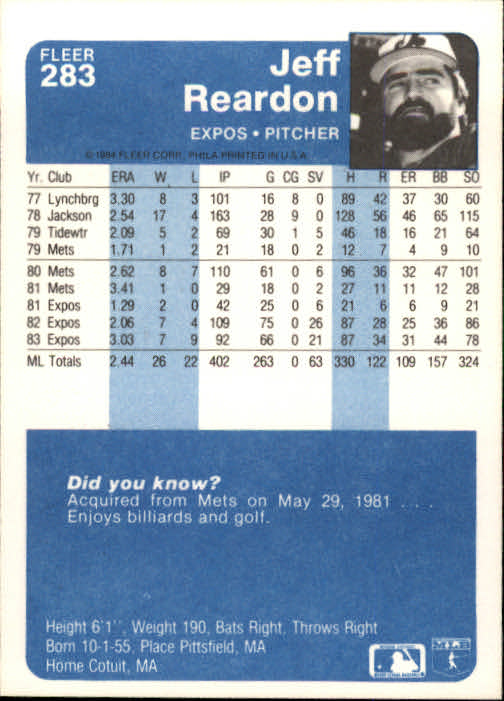 FLEER
283
Jeff
Reardon
EXPOS • PITCHER
© 1984 FLEER CORP., PHILA PRINTED IN U.S.A.
Yr. Club ERA W L IP G CG SV H R ER BB SO
77 Lynchbrg 3.30 8 3 101 16 8 0 89 42 37 30 60
78 Jackson 2.54 17 4 163 28 9 0 128 56 46 65 115
79 Tidewtr 2.09 5 2 69 30 1 5 46 18 16 21 64
79 Mets 1.71 1 2 21 18 0 2 12 7 4 9 10
80 Mets 2.62 8 7 110 61 0 6 96 36 32 47 101
81 Mets 3.41 1 0 29 18 0 2 27 11 11 12 28
81 Expos 1.29 2 0 42 25 0 6 21 6 6 9 21
82 Expos 2.06 7 4 109 75 0 26 87 28 25 36 86
83 Expos 3.03 7 9 92 66 0 21 87 34 31 44 78
ML Totals 2.44 26 22 402 263 0 63 330 122 109 157 324
Did you know?
Acquired from Mets on May 29, 1981 . . .
Enjoys billiards and golf.
Height 6'1'', Weight 190, Bats Right, Throws Right
Born 10-1-55, Place Pittsfield, MA
Home Cotuit, MA